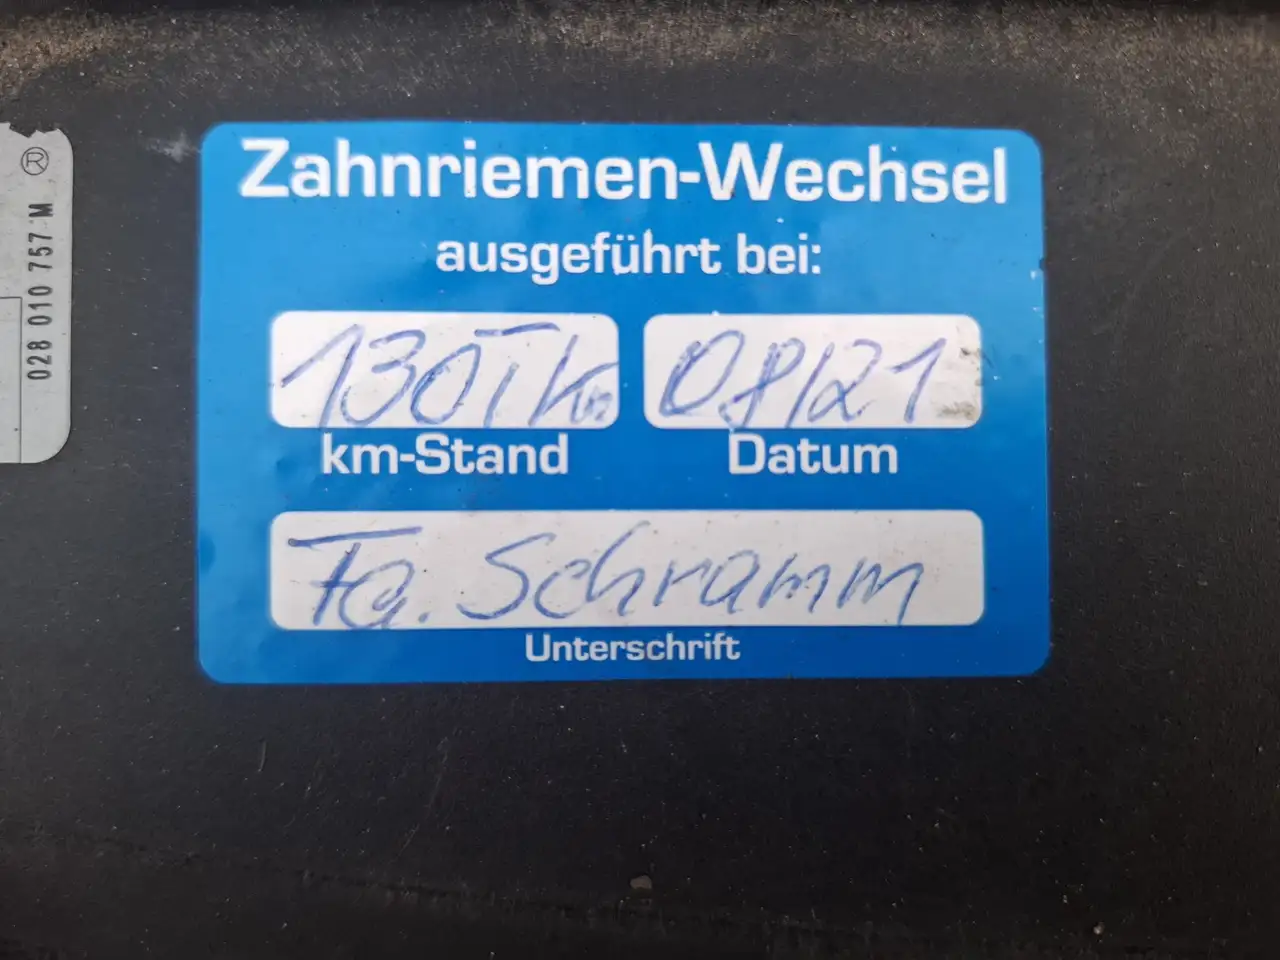 Zahnriemen-Wechsel
ausgeführt bei:
130TKm 08/21
km-Stand Datum
Fa. Schramm
Unterschrift
® 
028 010 757 M